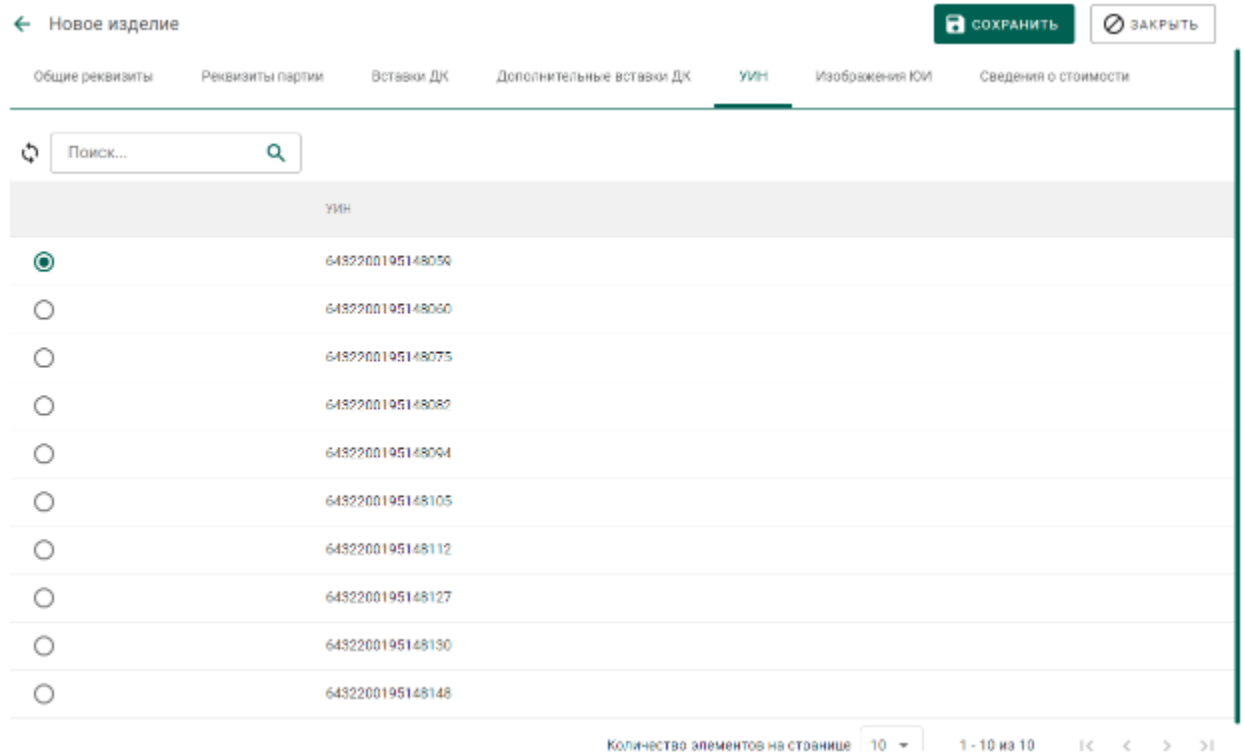 Новое изделие СОХРАНИТЬ ЗАКРЫТЬ
Общие реквизиты Реквизиты партии Вставки ДК Дополнительные вставки ДК УИН Изображения ЮИ Сведения о стоимости
Поиск...
УИН
6432200195148059
6432200195148060
6432200195148075
6432200195148082
6432200195148094
6432200195148105
6432200195148112
6432200195148127
6432200195148130
6432200195148148
Количество элементов на странице 10 1 - 10 из 10